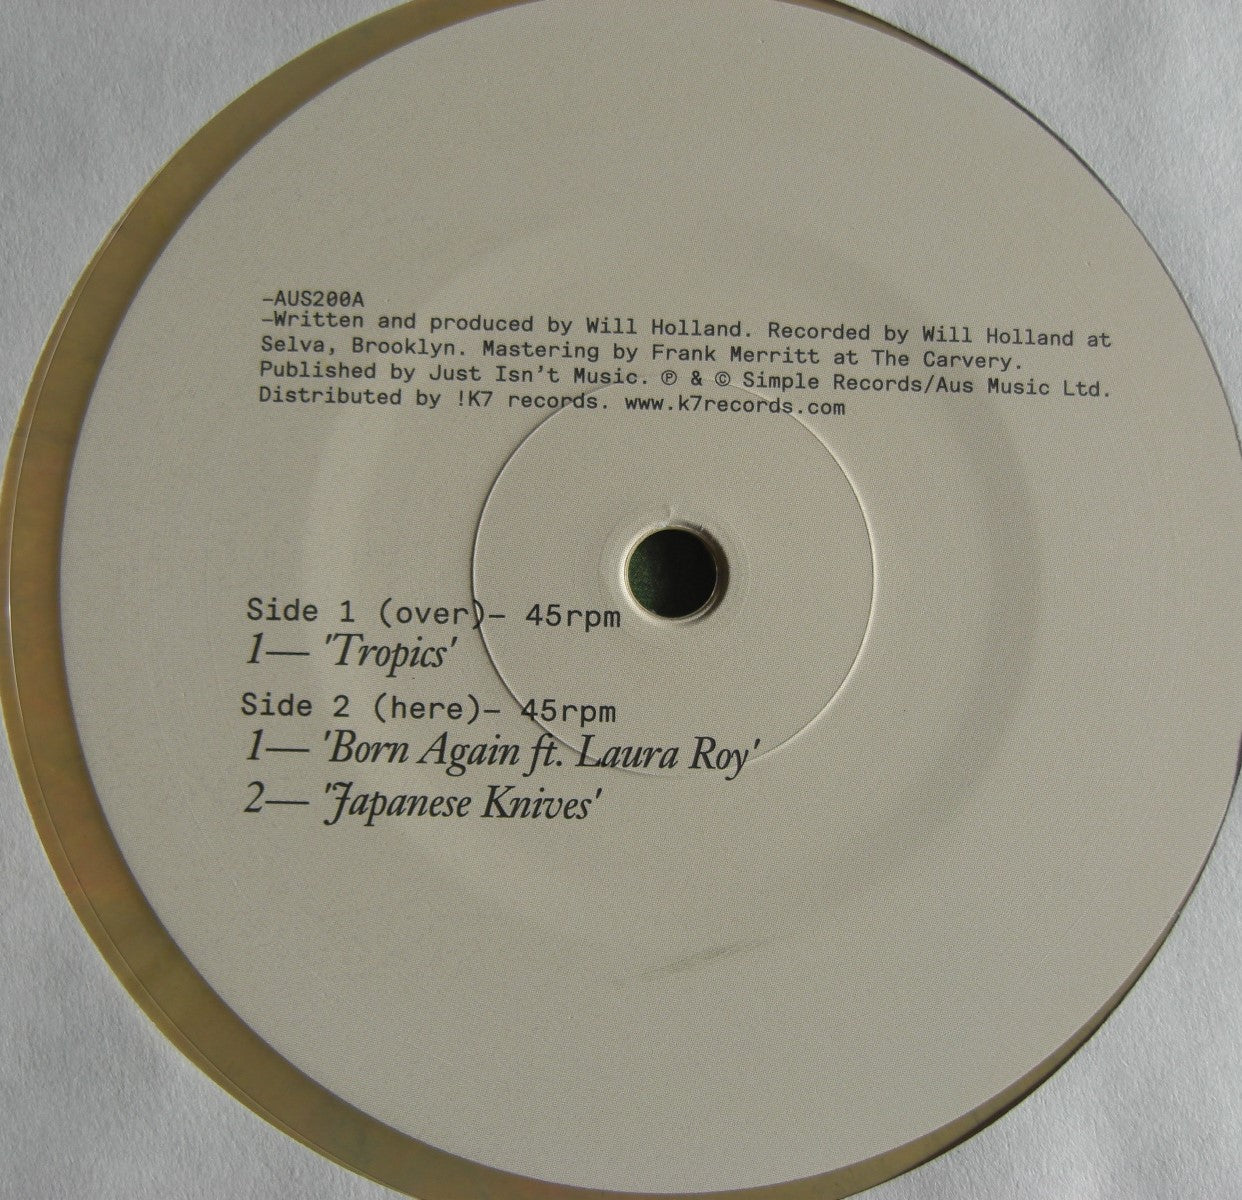 –AUS200A
–Written and produced by Will Holland. Recorded by Will Holland at
Selva, Brooklyn. Mastering by Frank Merritt at The Carvery.
Published by Just Isn't Music. ℗ & © Simple Records/Aus Music Ltd.
Distributed by !K7 records. www.k7records.com
Side 1 (over)– 45rpm
1— 'Tropics'
Side 2 (here)– 45rpm
1— 'Born Again ft. Laura Roy'
2— 'Japanese Knives'